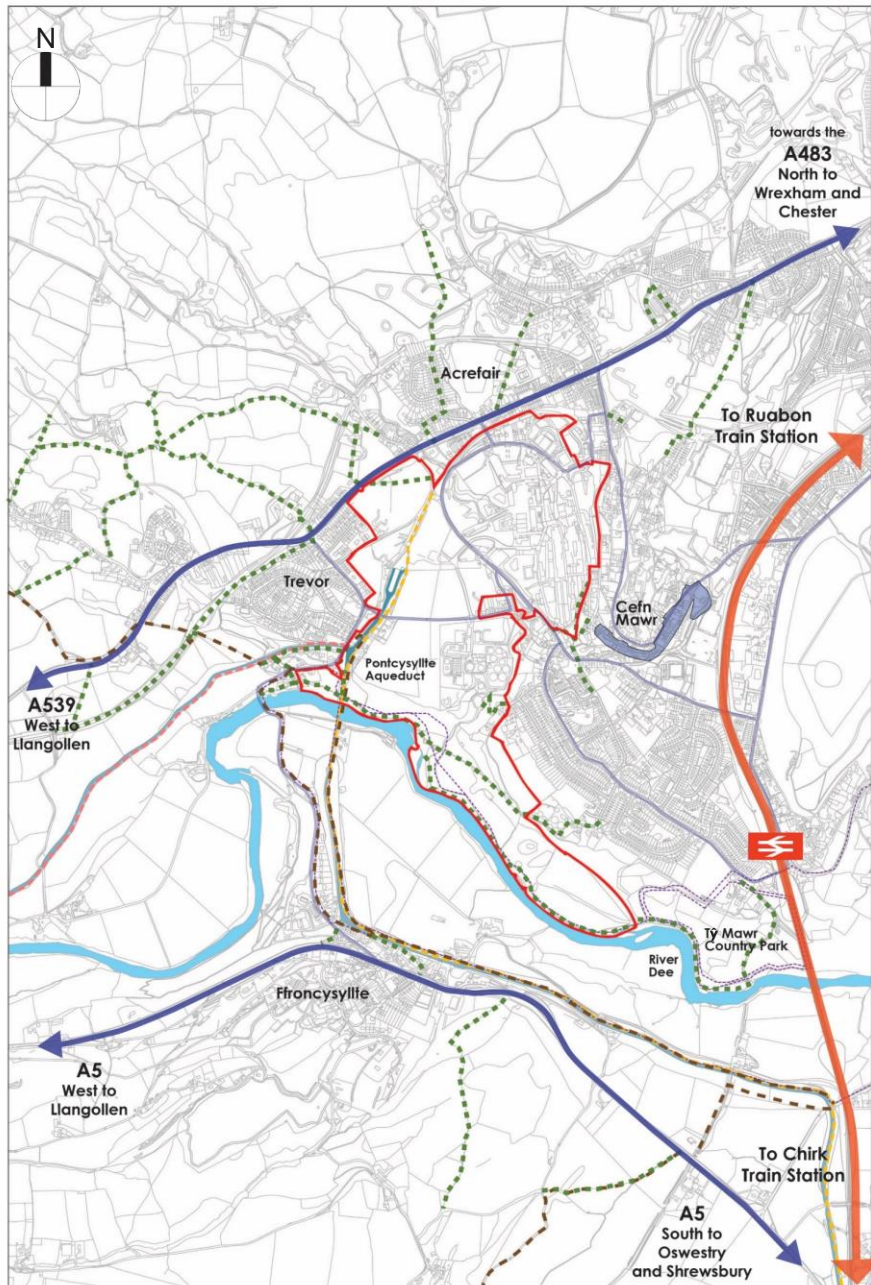 N
towards the
A483
North to
Wrexham and
Chester
Acrefair
To Ruabon
Train Station
Trevor
Cefn
Mawr
Pontcysyllte
Aqueduct
A539
West to
Llangollen
Tŷ Mawr
Country Park
River
Dee
Ffroncysyllte
A5
West to
Llangollen
To Chirk
Train Station
A5
South to
Oswestry
and Shrewsbury